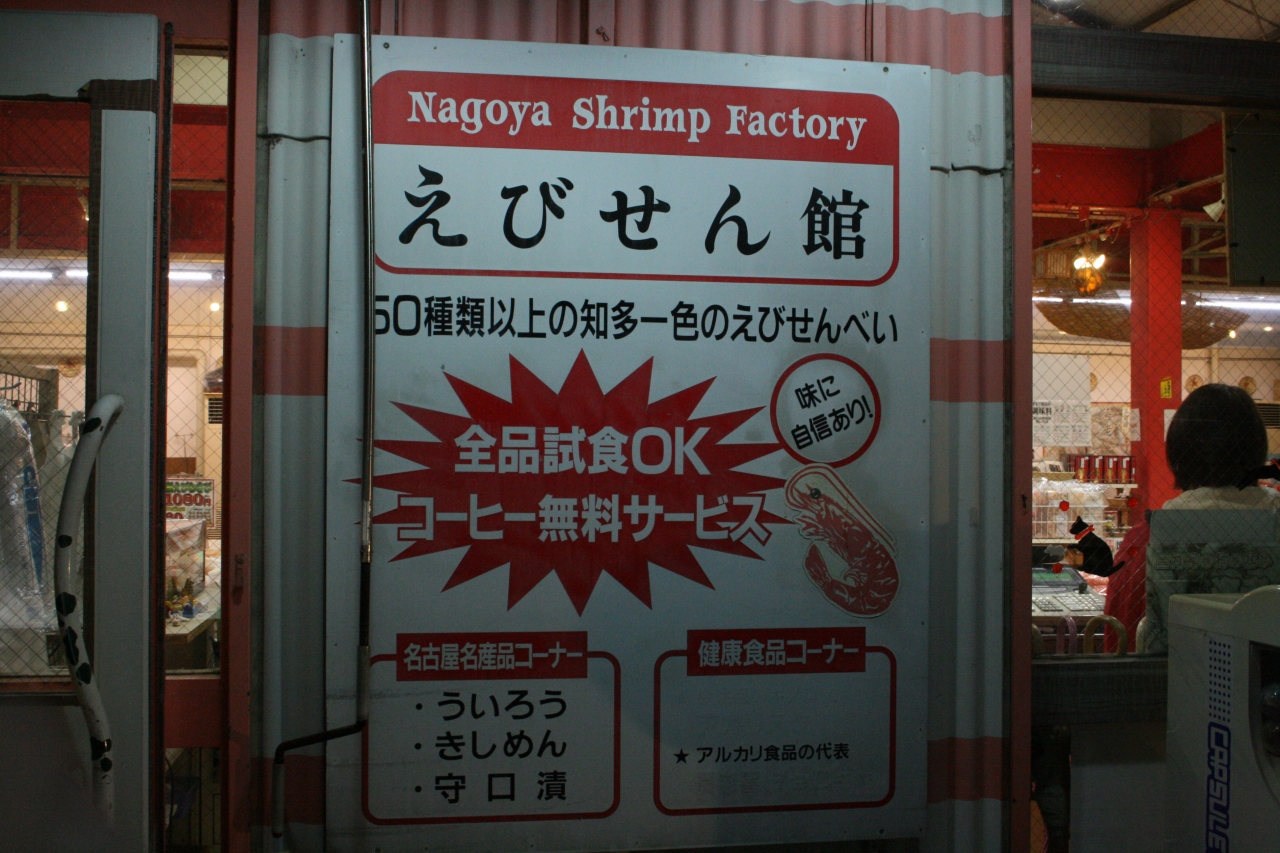 Nagoya Shrimp Factory
えびせん館
50種類以上の知多一色のえびせんべい
味に
自信あり!
全品試食OK
コーヒー無料サービス
名古屋名産品コーナー
・ういろう
・きしめん
・守口漬
健康食品コーナー
★アルカリ食品の代表
1080円
CAPSULE